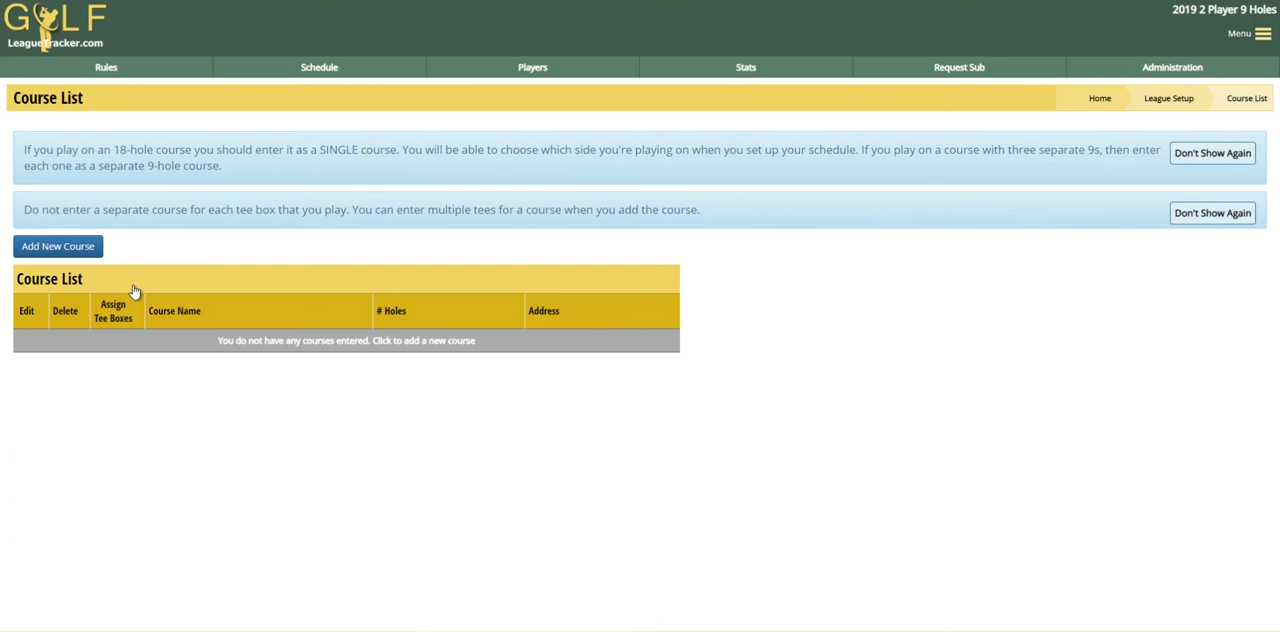 GOLF
LeagueTracker.com
2019 2 Player 9 Holes
Menu
Rules
Schedule
Players
Stats
Request Sub
Administration
Course List
Home
League Setup
Course List
If you play on an 18-hole course you should enter it as a SINGLE course. You will be able to choose which side you're playing on when you set up your schedule. If you play on a course with three separate 9s, then enter
each one as a separate 9-hole course.
Don't Show Again
Do not enter a separate course for each tee box that you play. You can enter multiple tees for a course when you add the course.
Don't Show Again
Add New Course
Course List
Edit
Delete
Assign
Tee Boxes
Course Name
# Holes
Address
You do not have any courses entered. Click to add a new course